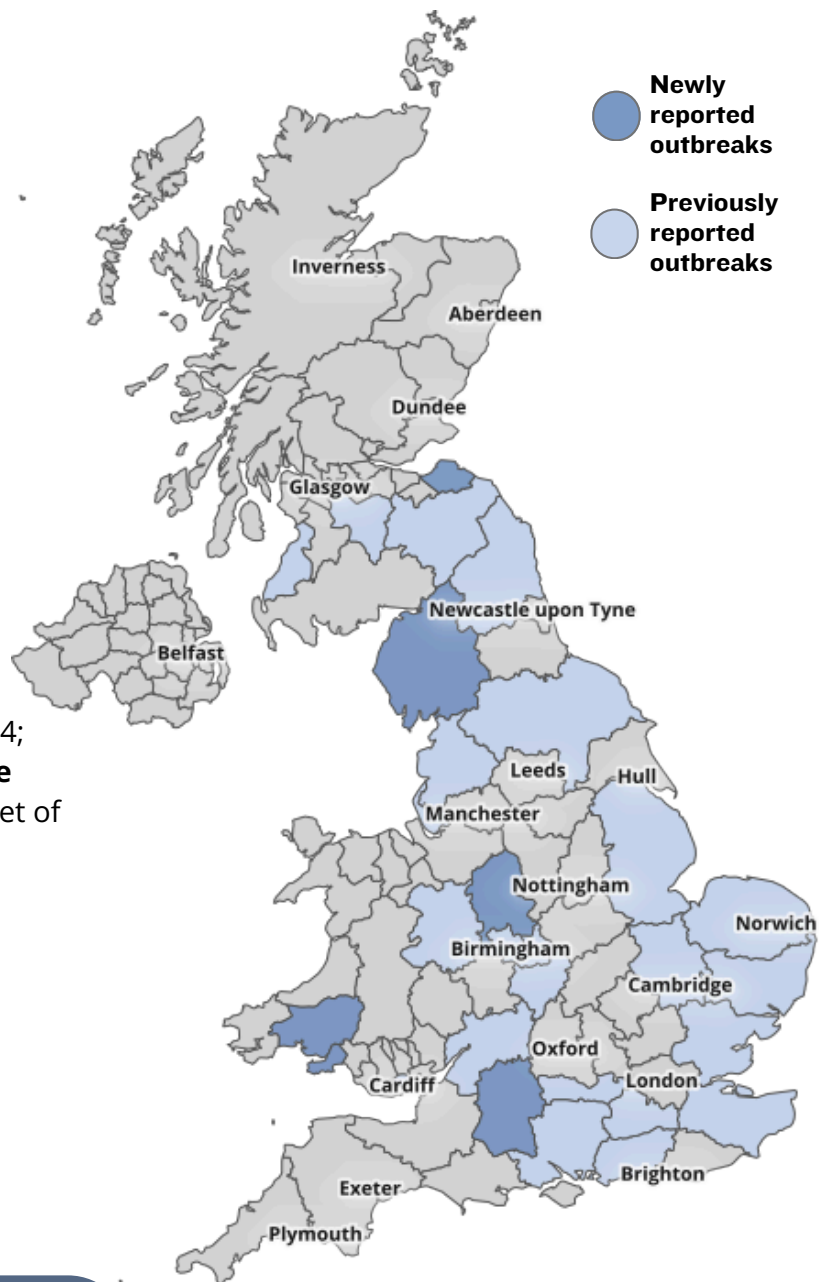 Newly
reported
outbreaks
Previously
reported
outbreaks
Inverness
Aberdeen
Dundee
Glasgow
Newcastle upon Tyne
Belfast
4;
e
et of
Leeds
Hull
Manchester
Nottingham
Norwich
Birmingham
Cambridge
Oxford
London
Cardiff
Brighton
Exeter
Plymouth